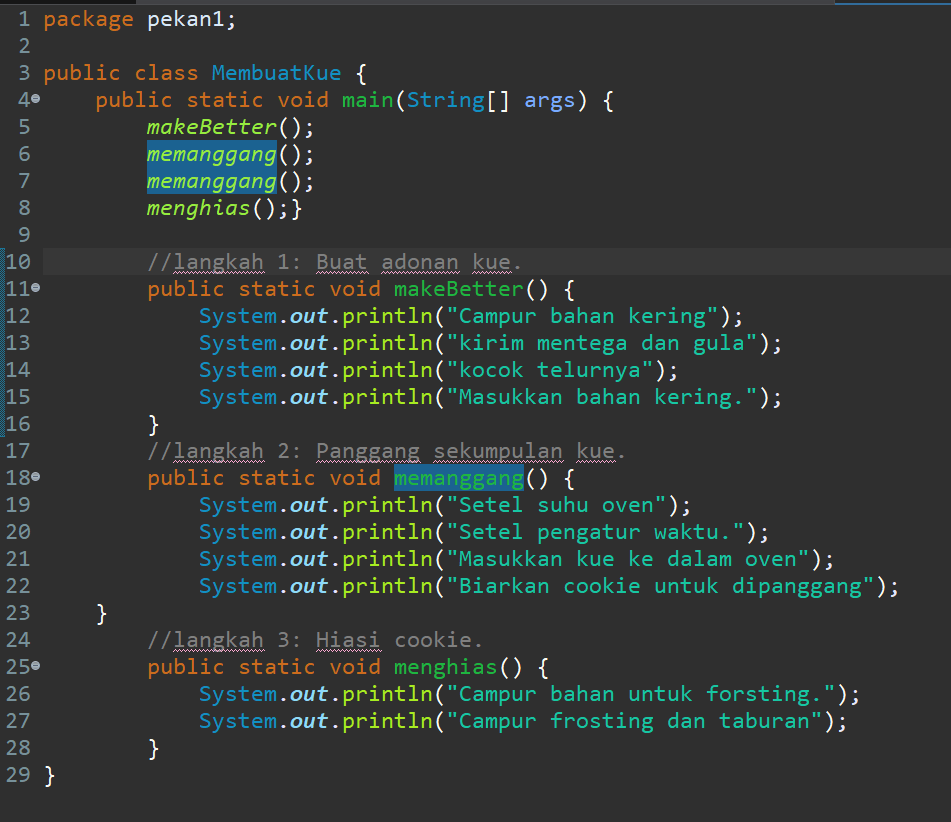 1 package pekan1;
2
3 public class MembuatKue {
4 public static void main(String[] args) {
5 makeBetter();
6 memanggang();
7 memanggang();
8 menghias();}
9
10 //langkah 1: Buat adonan kue.
11 public static void makeBetter() {
12 System.out.println("Campur bahan kering");
13 System.out.println("kirim mentega dan gula");
14 System.out.println("kocok telurnya");
15 System.out.println("Masukkan bahan kering.");
16 }
17 //langkah 2: Panggang sekumpulan kue.
18 public static void memanggang() {
19 System.out.println("Setel suhu oven");
20 System.out.println("Setel pengatur waktu.");
21 System.out.println("Masukkan kue ke dalam oven");
22 System.out.println("Biarkan cookie untuk dipanggang");
23 }
24 //langkah 3: Hiasi cookie.
25 public static void menghias() {
26 System.out.println("Campur bahan untuk forsting.");
27 System.out.println("Campur frosting dan taburan");
28 }
29 }